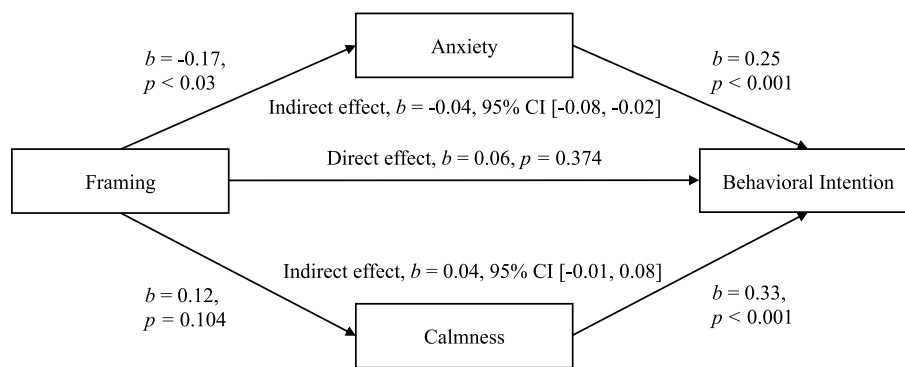 Anxiety
b = -0.17,
p < 0.03
b = 0.25
p < 0.001
Indirect effect, b = -0.04, 95% CI [-0.08, -0.02]
Direct effect, b = 0.06, p = 0.374
Framing
Behavioral Intention
Indirect effect, b = 0.04, 95% CI [-0.01, 0.08]
b = 0.12,
p = 0.104
b = 0.33,
p < 0.001
Calmness